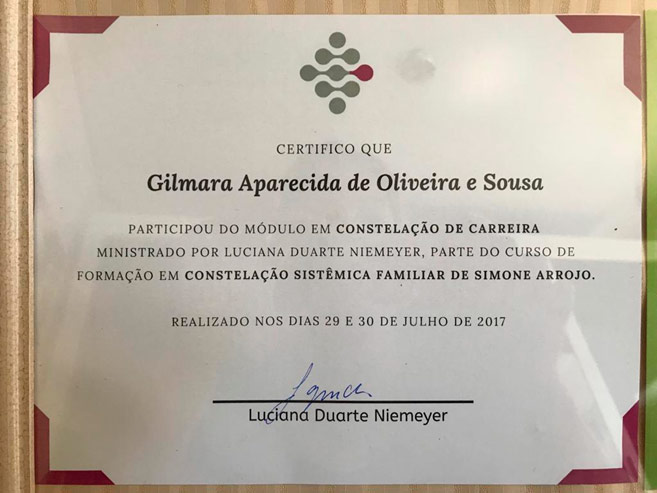 CERTIFICO QUE
Gilmara Aparecida de Oliveira e Sousa
PARTICIPOU DO MÓDULO EM CONSTELAÇÃO DE CARREIRA
MINISTRADO POR LUCIANA DUARTE NIEMEYER, PARTE DO CURSO DE
FORMAÇÃO EM CONSTELAÇÃO SISTÊMICA FAMILIAR DE SIMONE ARROJO.
REALIZADO NOS DIAS 29 E 30 DE JULHO DE 2017
Luciana Duarte Niemeyer